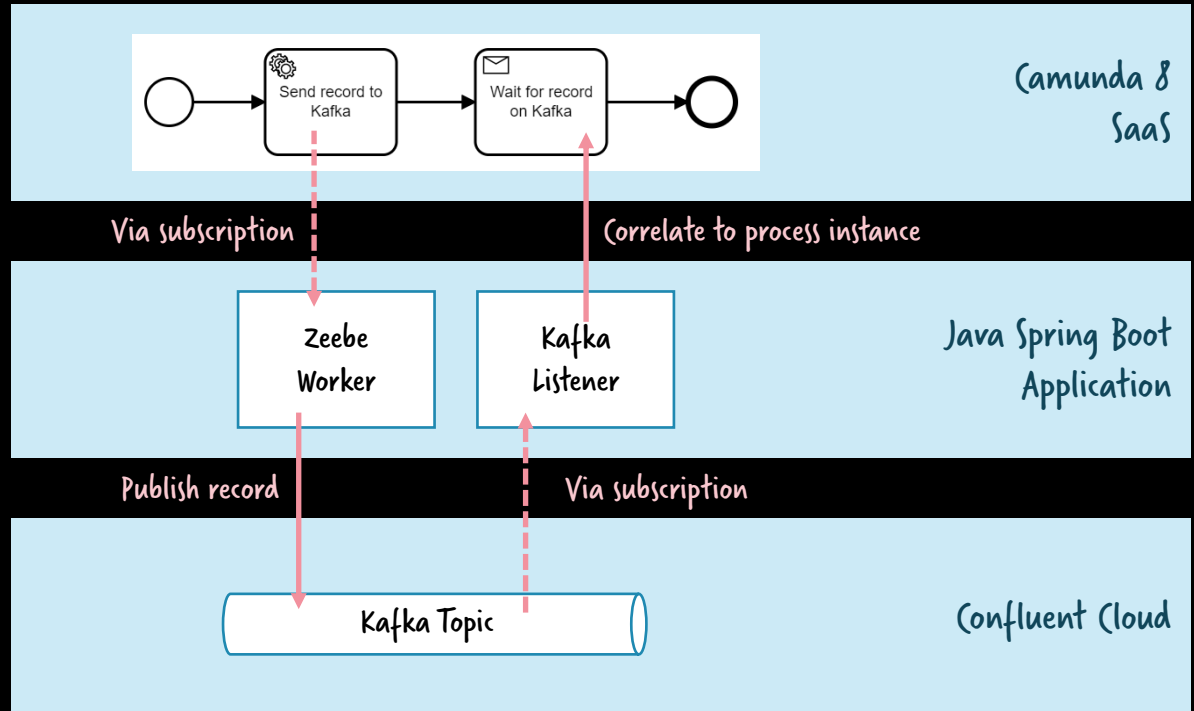 Send record to
Kafka
Wait for record
on Kafka
Camunda 8
SaaS
Via subscription
Correlate to process instance
Zeebe
Worker
Kafka
Listener
Java Spring Boot
Application
Publish record
Via subscription
Kafka Topic
Confluent Cloud